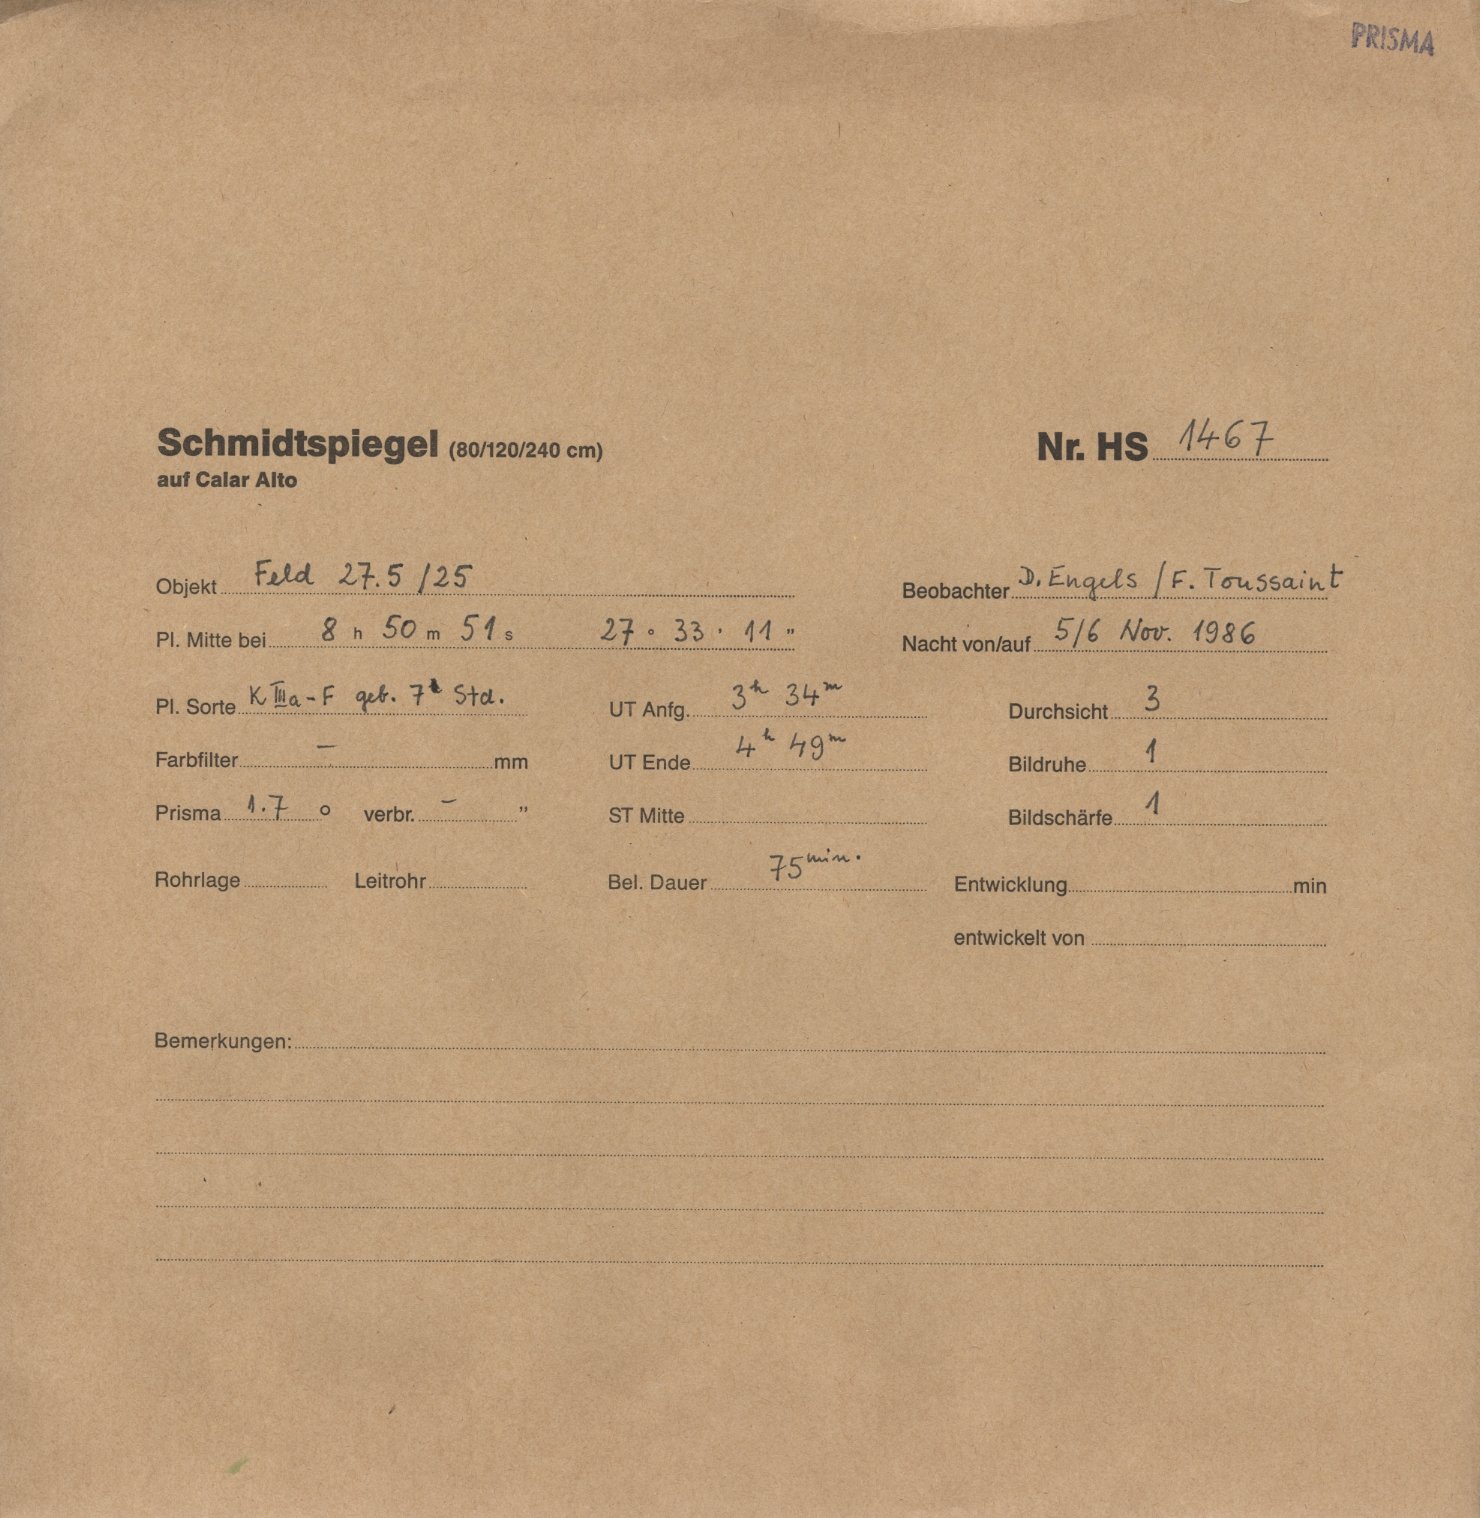 PRISMA
Schmidtspiegel (80/120/240 cm)
auf Calar Alto
Nr. HS 1467
Objekt Feld 27.5 / 25
Beobachter D. Engels / F. Toussaint
Pl. Mitte bei 8 h 50 m 51 s 27 ° 33 ' 11 "
Nacht von/auf 5/6 Nov. 1986
Pl. Sorte K IIIa-F geb. 7 Std.
UT Anfg. 3h 34m
Durchsicht 3
Farbfilter – mm
UT Ende 4h 49m
Bildruhe 1
Prisma 1.7 ° verbr. – "
ST Mitte
Bildschärfe 1
Rohrlage Leitrohr
Bel. Dauer 75 min.
Entwicklung min
entwickelt von
Bemerkungen: